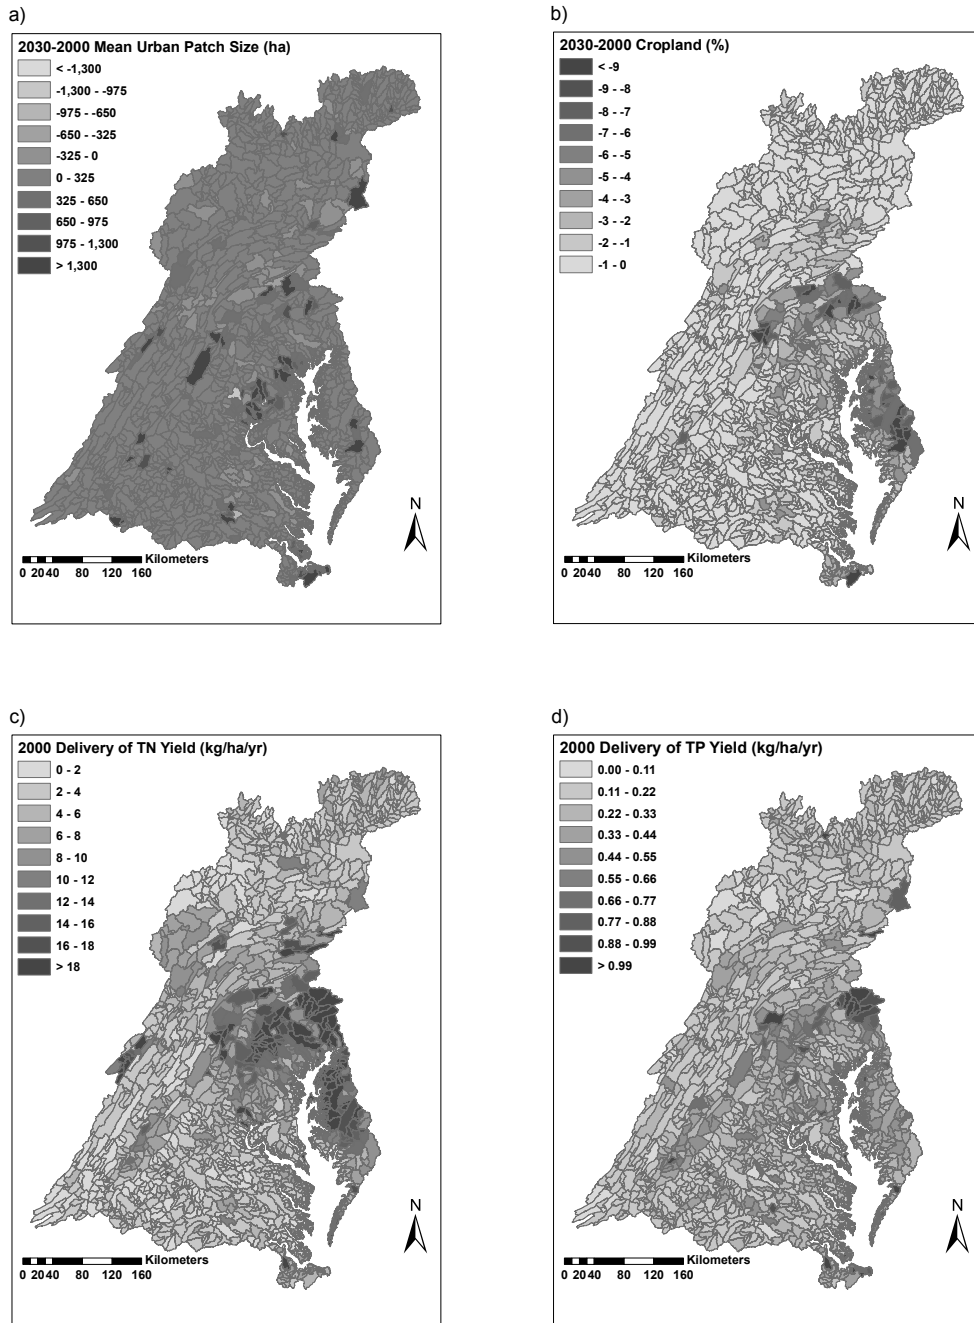 a)
2030-2000 Mean Urban Patch Size (ha)
< -1,300
-1,300 - -975
-975 - -650
-650 - -325
-325 - 0
0 - 325
325 - 650
650 - 975
975 - 1,300
> 1,300
N
Kilometers
0 20 40 80 120 160
b)
2030-2000 Cropland (%)
< -9
-9 - -8
-8 - -7
-7 - -6
-6 - -5
-5 - -4
-4 - -3
-3 - -2
-2 - -1
-1 - 0
N
Kilometers
0 20 40 80 120 160
c)
2000 Delivery of TN Yield (kg/ha/yr)
0 - 2
2 - 4
4 - 6
6 - 8
8 - 10
10 - 12
12 - 14
14 - 16
16 - 18
> 18
N
Kilometers
0 20 40 80 120 160
d)
2000 Delivery of TP Yield (kg/ha/yr)
0.00 - 0.11
0.11 - 0.22
0.22 - 0.33
0.33 - 0.44
0.44 - 0.55
0.55 - 0.66
0.66 - 0.77
0.77 - 0.88
0.88 - 0.99
> 0.99
N
Kilometers
0 20 40 80 120 160